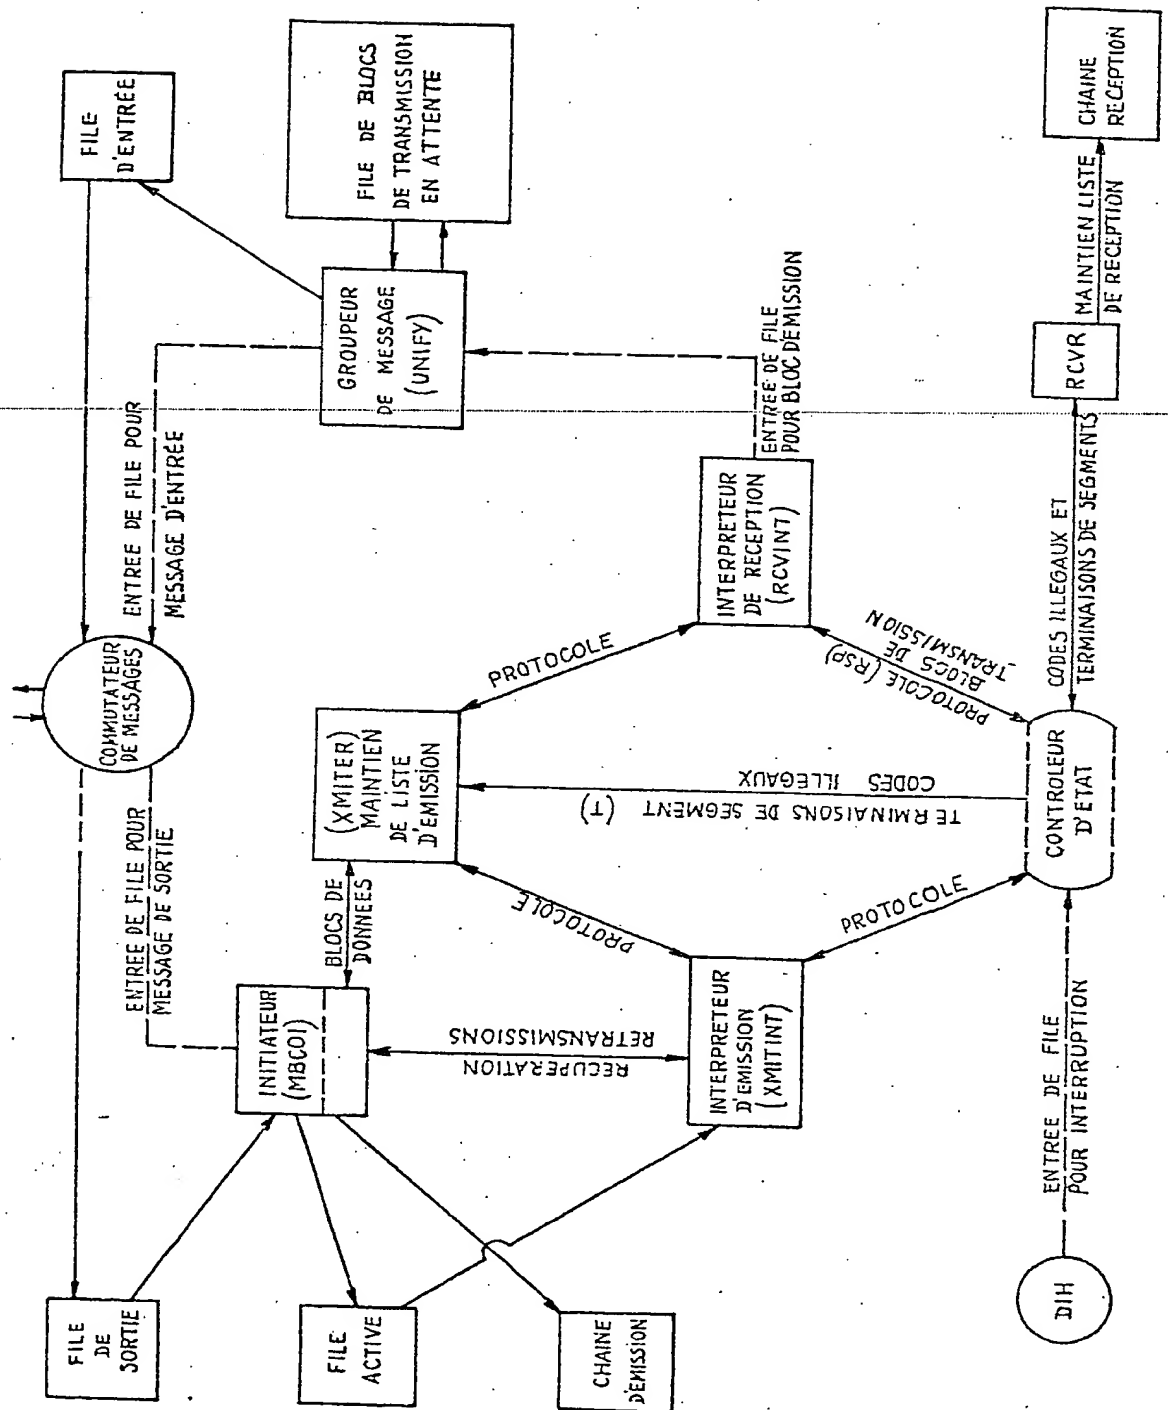 FILE
DE
SORTIE
FILE
ACTIVE
CHAINE
D'EMISSION
DIH
ENTREE DE FILE
POUR INTERRUPTION
ENTREE DE FILE POUR
MESSAGE DE SORTIE
INITIATEUR
(MBCOI)
BLOCS DE
DONNEES
RECUPERATION
RETRANSMISSIONS
INTERPRETEUR
D'EMISSION
(XMITINT)
PROTOCOLE
PROTOCOLE
COMMUTATEUR
DE MESSAGES
(XMITER)
MAINTIEN
DE LISTE
D'EMISSION
TERMINAISONS DE SEGMENT (T)
CODES ILLEGAUX
CONTROLEUR
D'ETAT
PROTOCOLE
PROTOCOLE (RSP)
BLOCS DE
TRANSMISSION
INTERPRETEUR
DE RECEPTION
(RCVINT)
ENTREE DE FILE POUR
MESSAGE D'ENTRÉE
ENTREE DE FILE
POUR BLOC D'EMISSION
CODES ILLEGAUX ET
TERMINAISONS DE SEGMENTS
GROUPEUR
DE MESSAGE
(UNIFY)
RCVR
MAINTIEN LISTE
DE RECEPTION
FILE
D'ENTRÉE
FILE DE BLOCS
DE TRANSMISSION
EN ATTENTE
CHAINE
RECEPTION